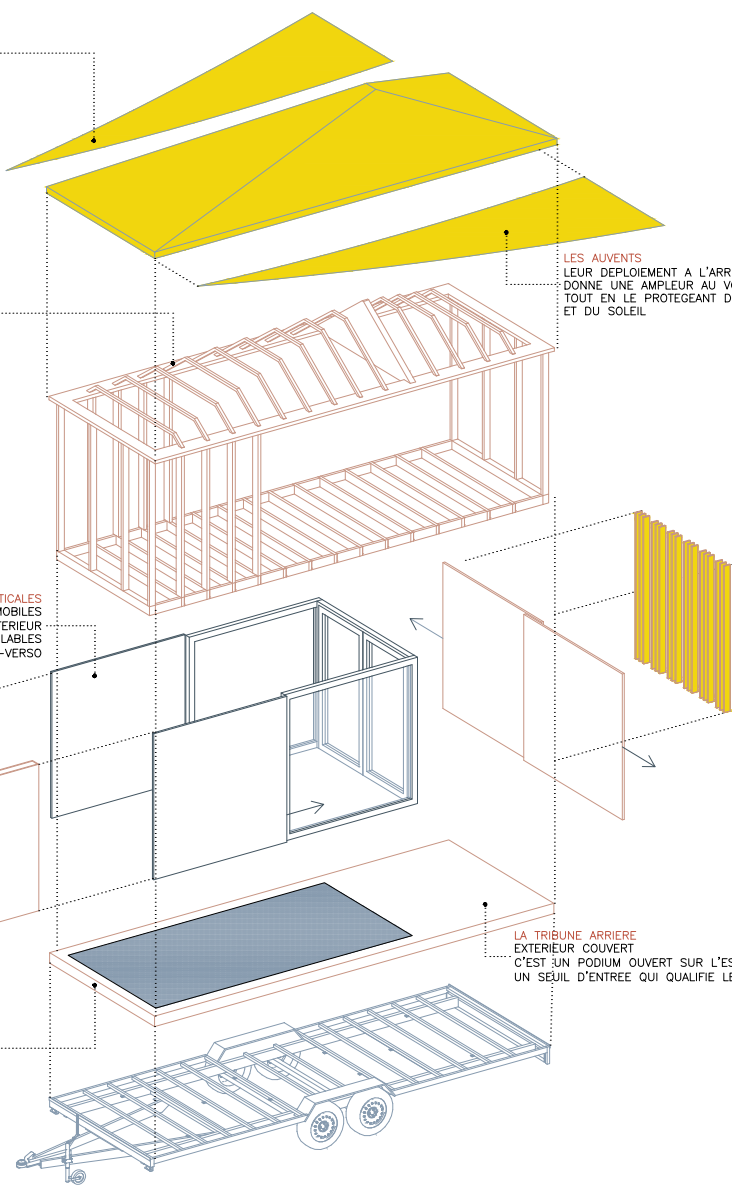 LES AUVENTS
LEUR DEPLOIEMENT A L'ARR
DONNE UNE AMPLEUR AU V
TOUT EN LE PROTEGEANT D
ET DU SOLEIL
TICALES
MOBILES
TERIEUR
LABLES
-VERSO
LA TRIBUNE ARRIERE
EXTERIEUR COUVERT
C'EST UN PODIUM OUVERT SUR L'ES
UN SEUIL D'ENTREE QUI QUALIFIE LE